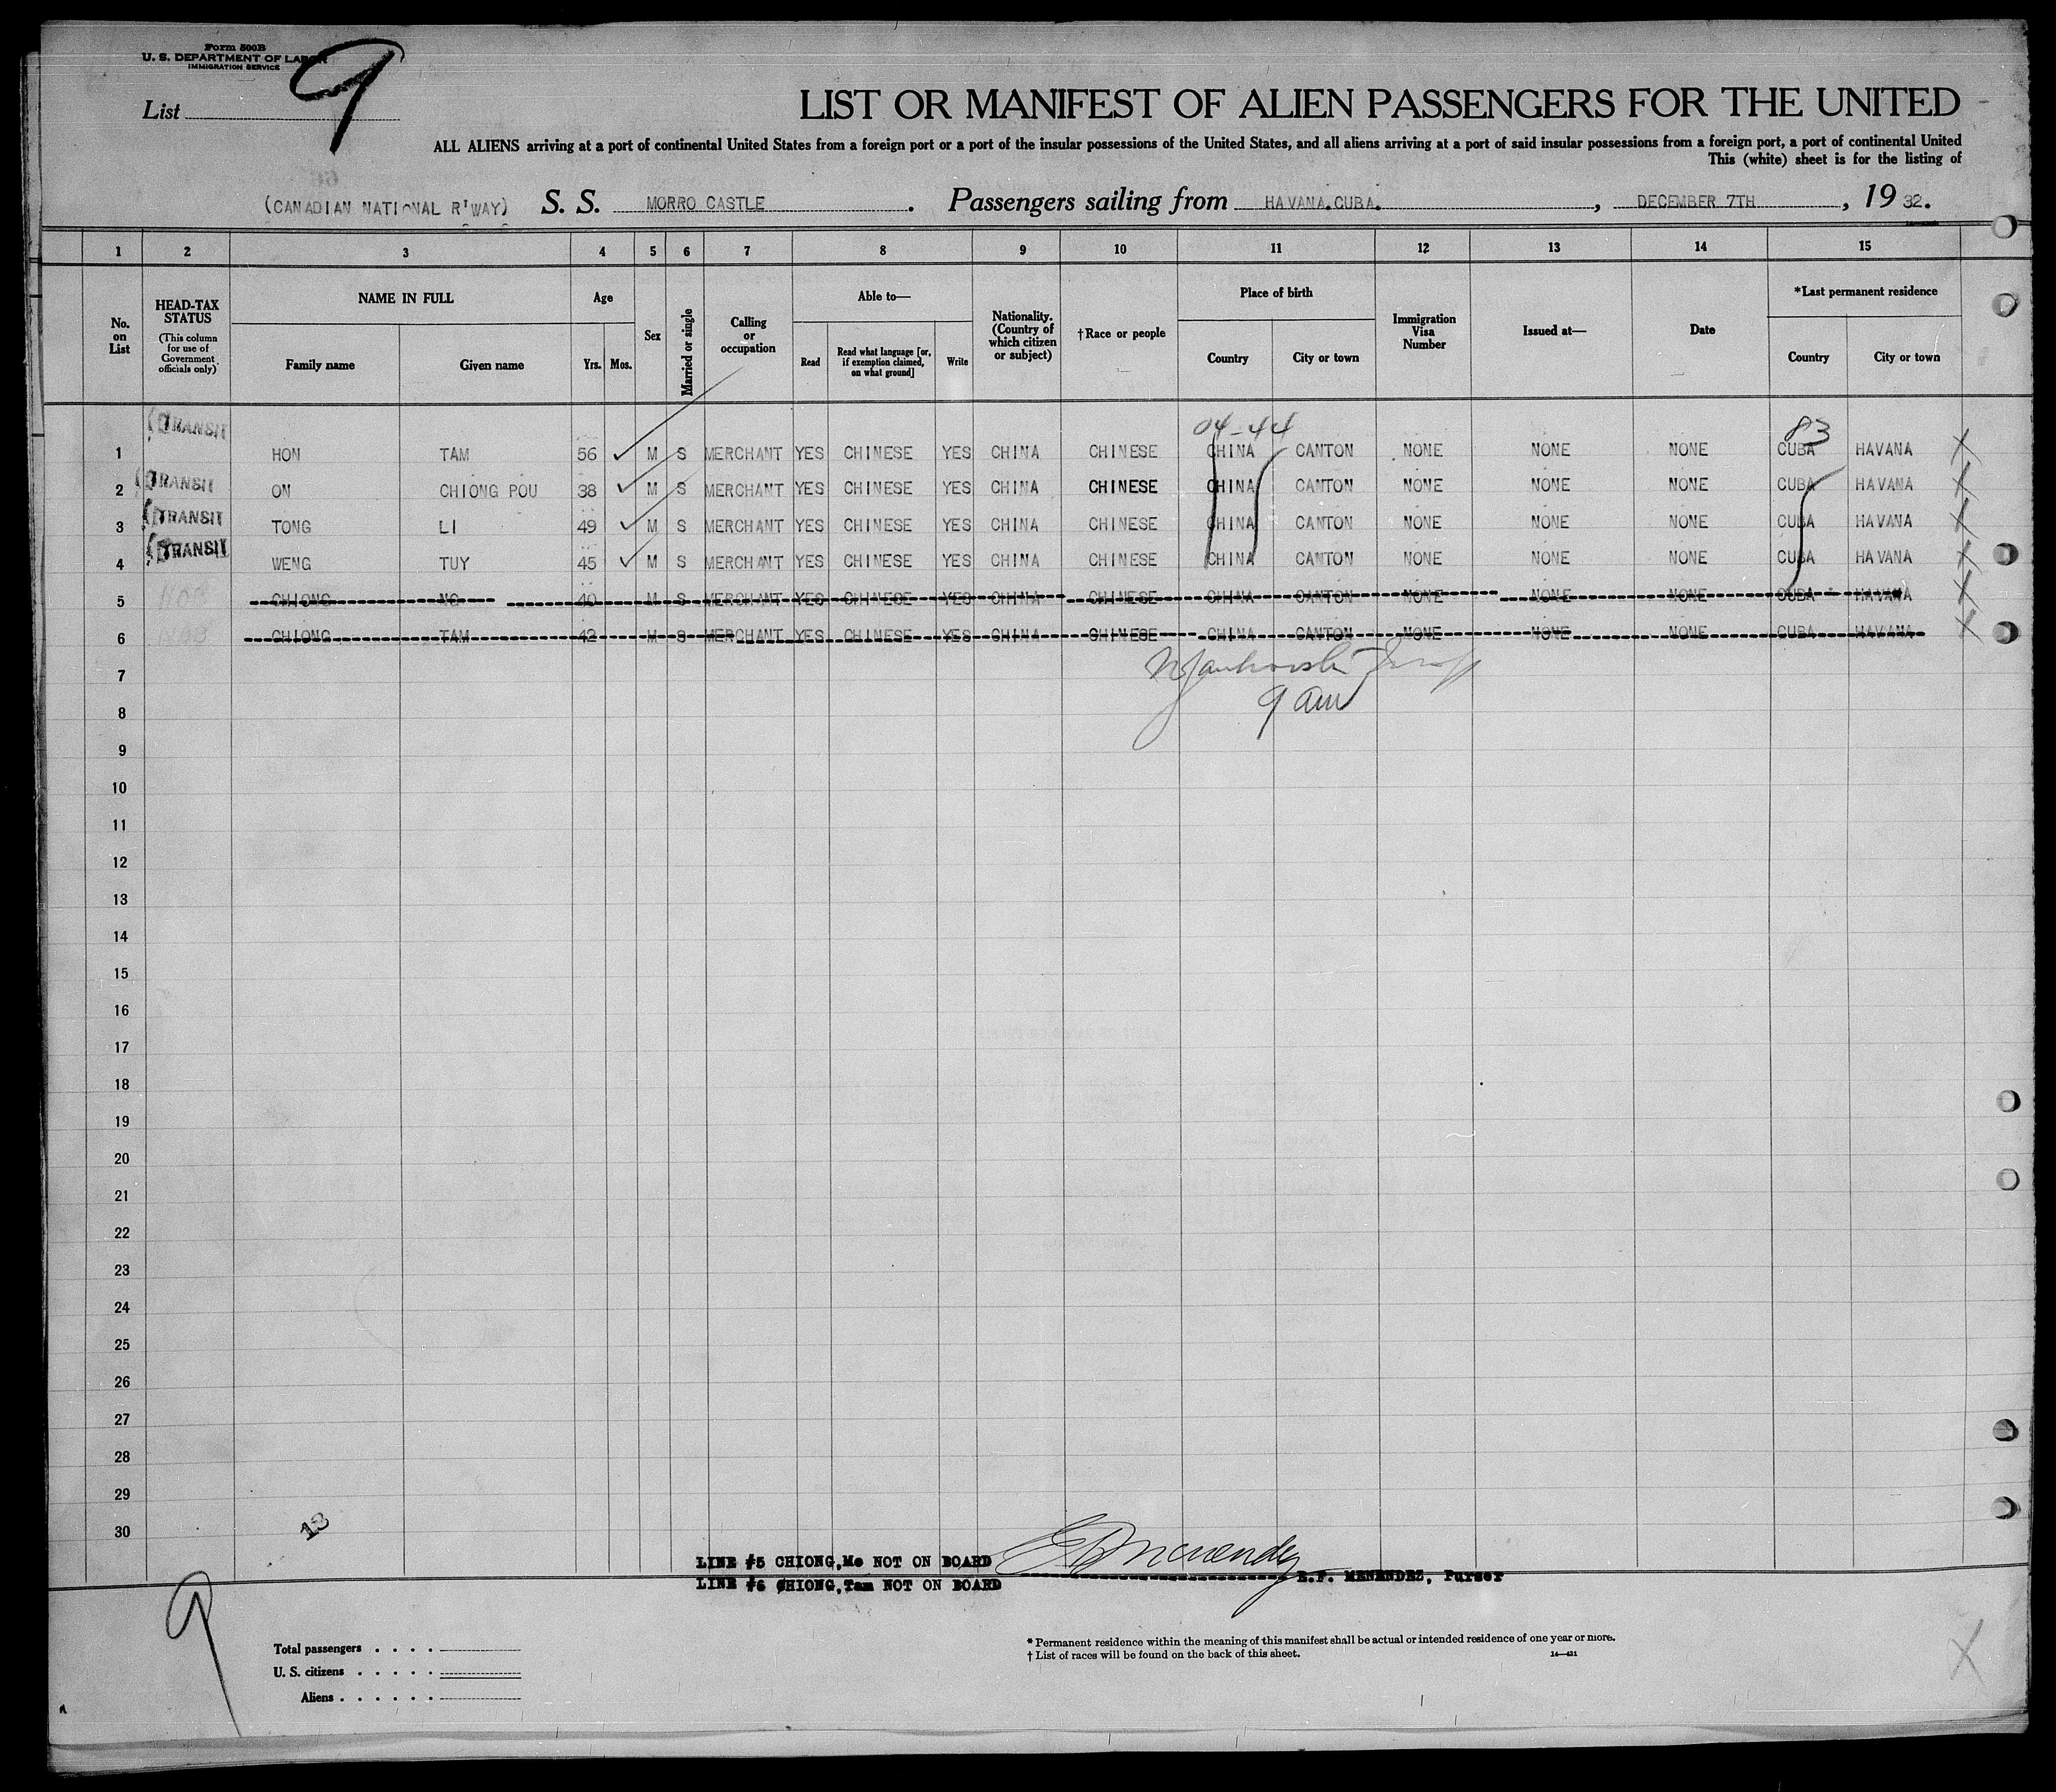 Form 500B
U. S. DEPARTMENT OF LABOR
IMMIGRATION SERVICE
9
List
LIST OR MANIFEST OF ALIEN PASSENGERS FOR THE UNITED
ALL ALIENS arriving at a port of continental United States from a foreign port or a port of the insular possessions of the United States, and all aliens arriving at a port of said insular possessions from a foreign port, a port of continental United
This (white) sheet is for the listing of
(CANADIAN NATIONAL R'WAY) S. S. MORRO CASTLE . Passengers sailing from HAVANA.CUBA. , DECEMBER 7TH , 19 32.
1 2 3 4 5 6 7 8 9 10 11 12 13 14 15
No. on List HEAD-TAX STATUS (This column for use of Government officials only) NAME IN FULL Family name Given name Age Yrs. Mos. Sex Married or single Calling or occupation Able to— Read Read what language [or, if exemption claimed, on what ground] Write Nationality. (Country of which citizen or subject) †Race or people Place of birth Country City or town Immigration Visa Number Issued at— Date *Last permanent residence Country City or town
04-44 83
1 TRANSIT HON TAM 56 M S MERCHANT YES CHINESE YES CHINA CHINESE CHINA CANTON NONE NONE NONE CUBA HAVANA X
2 TRANSIT ON CHIONG POU 38 M S MERCHANT YES CHINESE YES CHINA CHINESE CHINA CANTON NONE NONE NONE CUBA HAVANA X
3 TRANSIT TONG LI 49 M S MERCHANT YES CHINESE YES CHINA CHINESE CHINA CANTON NONE NONE NONE CUBA HAVANA X
4 TRANSIT WENG TUY 45 M S MERCHANT YES CHINESE YES CHINA CHINESE CHINA CANTON NONE NONE NONE CUBA HAVANA X
5 CHIONG 40 M S MERCHANT YES CHINESE YES CHINA CHINESE CHINA CANTON NONE NONE NONE CUBA HAVANA X
6 CHIONG TAM 42 M S MERCHANT YES CHINESE YES CHINA CHINESE CHINA CANTON NONE NONE NONE CUBA HAVANA X
7
8 9 am
9
10
11
12
13
14
15
16
17
18
19
20
21
22
23
24
25
26
27
28
29
30
13
LINE #5 CHIONG,Mo NOT ON BOARD
LINE #6 CHIONG,Tam NOT ON BOARD E.F. MENENDEZ, Purser
9
Total passengers
U. S. citizens
Aliens
* Permanent residence within the meaning of this manifest shall be actual or intended residence of one year or more.
† List of races will be found on the back of this sheet. 14—431
X